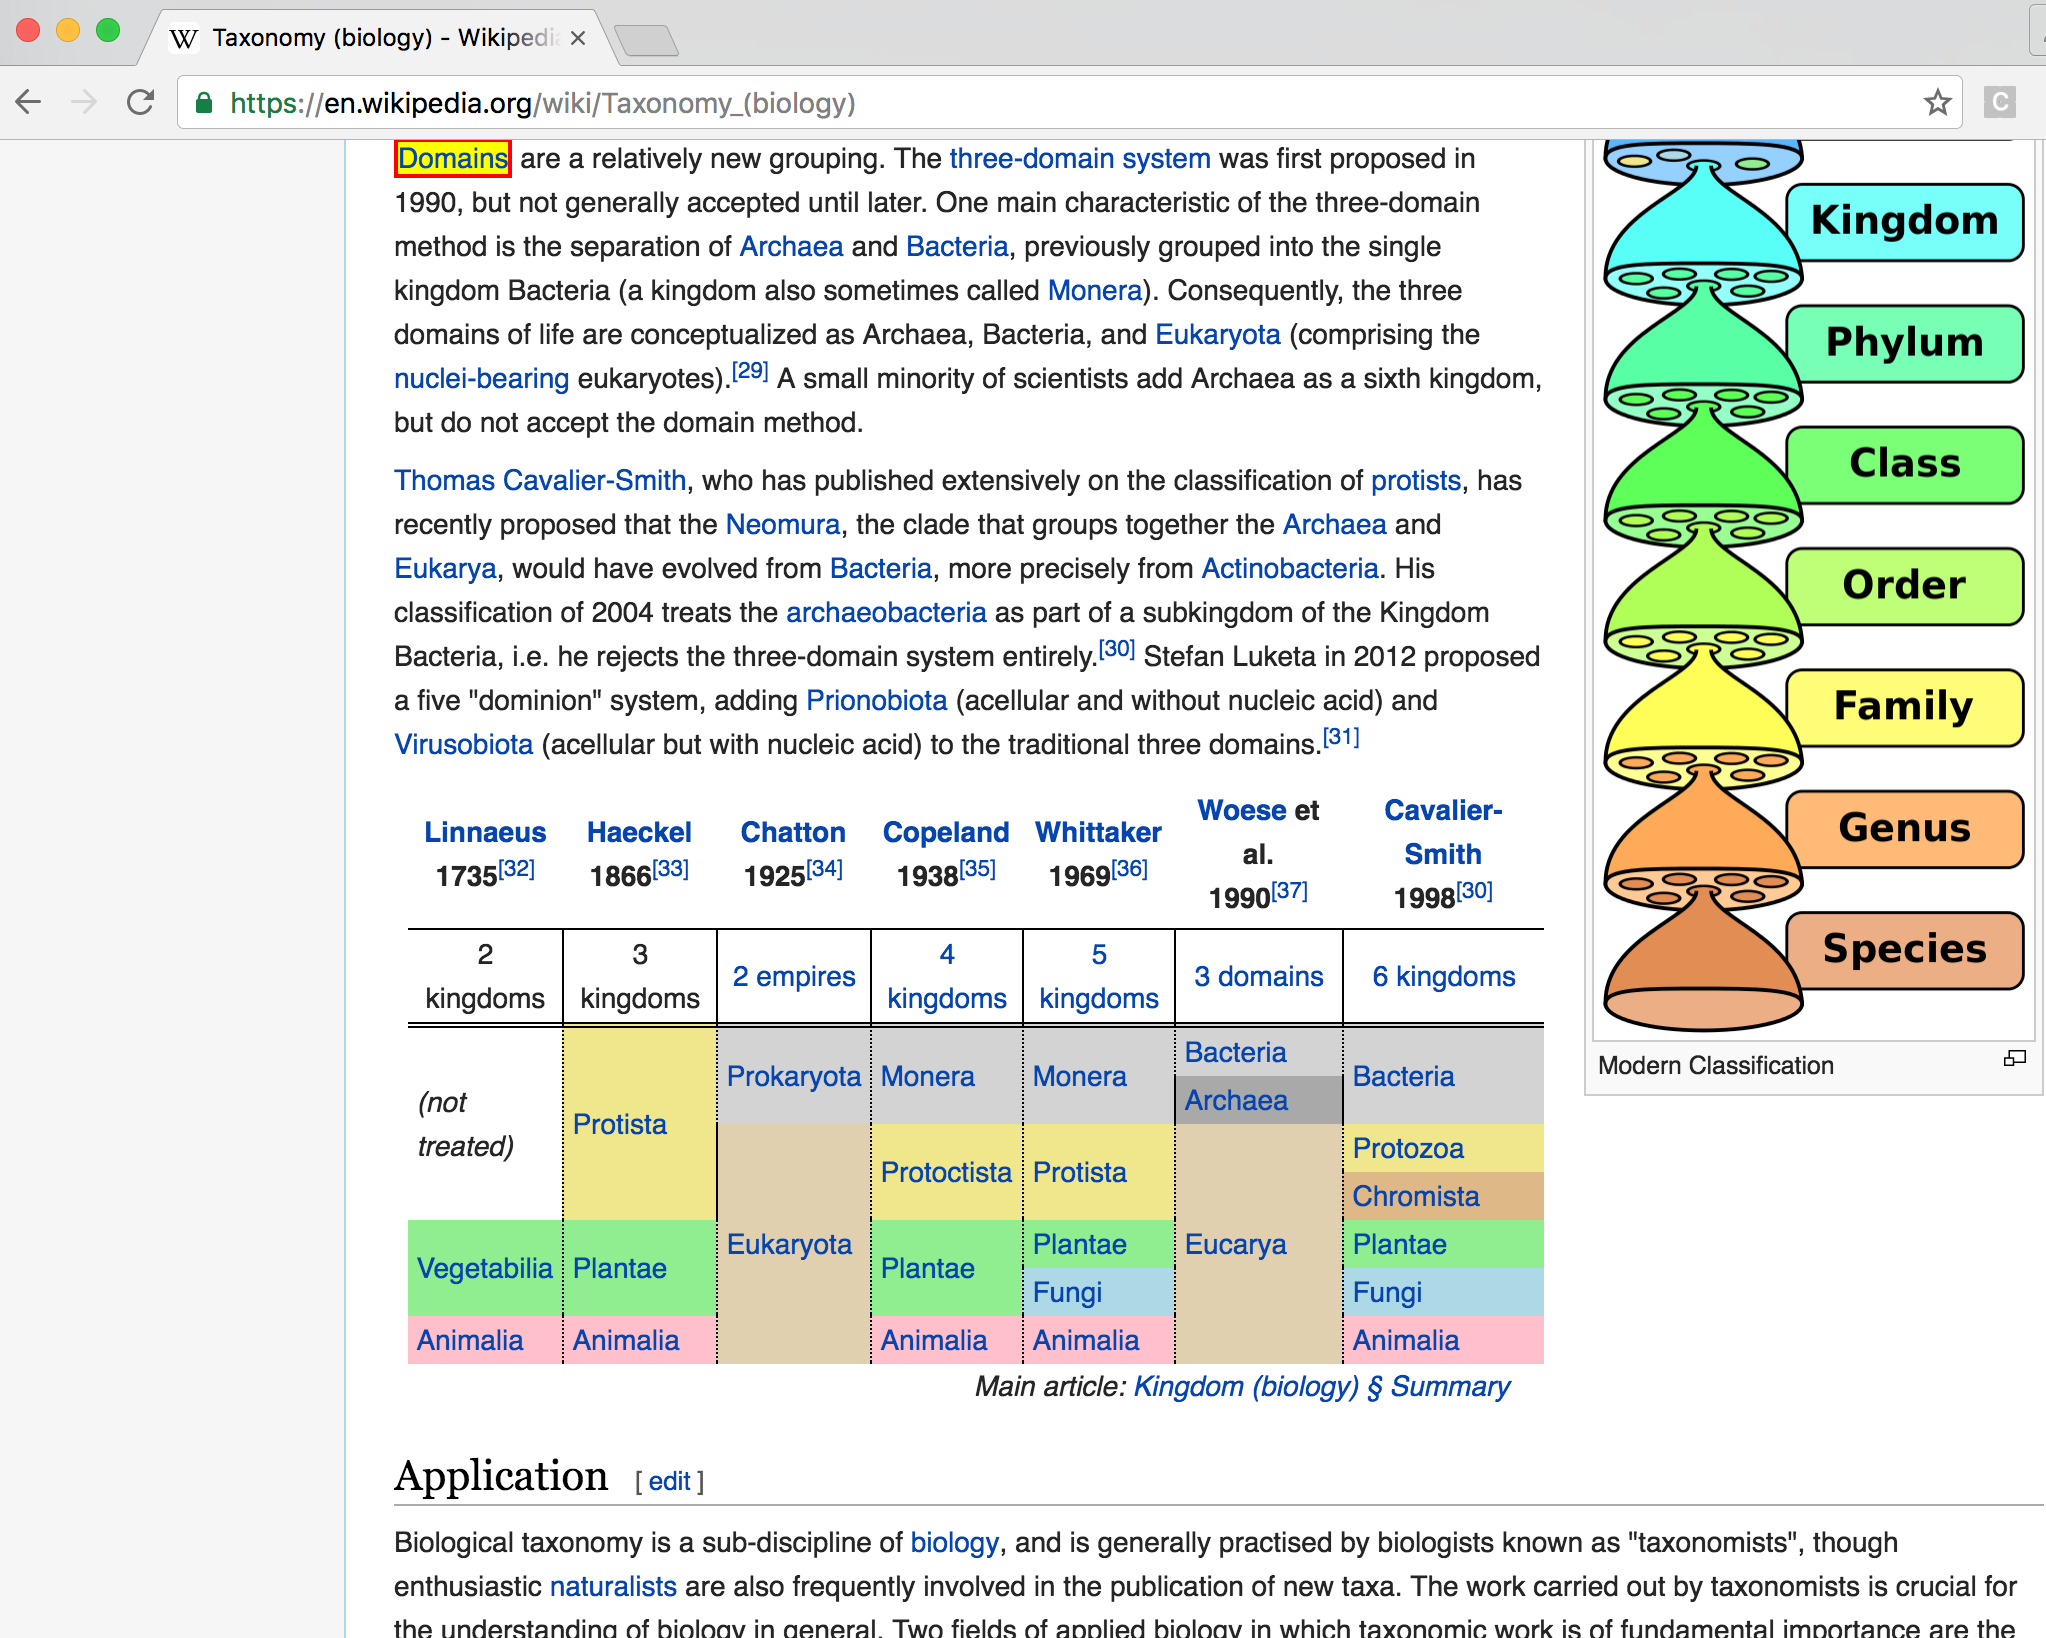 W Taxonomy (biology) - Wikipedia
https://en.wikipedia.org/wiki/Taxonomy_(biology)
C
Domains are a relatively new grouping. The three-domain system was first proposed in
1990, but not generally accepted until later. One main characteristic of the three-domain
method is the separation of Archaea and Bacteria, previously grouped into the single
kingdom Bacteria (a kingdom also sometimes called Monera). Consequently, the three
domains of life are conceptualized as Archaea, Bacteria, and Eukaryota (comprising the
nuclei-bearing eukaryotes).[29] A small minority of scientists add Archaea as a sixth kingdom,
but do not accept the domain method.
Thomas Cavalier-Smith, who has published extensively on the classification of protists, has
recently proposed that the Neomura, the clade that groups together the Archaea and
Eukarya, would have evolved from Bacteria, more precisely from Actinobacteria. His
classification of 2004 treats the archaeobacteria as part of a subkingdom of the Kingdom
Bacteria, i.e. he rejects the three-domain system entirely.[30] Stefan Luketa in 2012 proposed
a five "dominion" system, adding Prionobiota (acellular and without nucleic acid) and
Virusobiota (acellular but with nucleic acid) to the traditional three domains.[31]
Linnaeus
1735[32]
Haeckel
1866[33]
Chatton
1925[34]
Copeland
1938[35]
Whittaker
1969[36]
Woese et
al.
1990[37]
Cavalier-
Smith
1998[30]
2
kingdoms
3
kingdoms
2 empires
4
kingdoms
5
kingdoms
3 domains
6 kingdoms
(not
treated)
Protista
Prokaryota
Monera
Monera
Bacteria
Archaea
Bacteria
Protoctista
Protista
Protozoa
Chromista
Vegetabilia
Plantae
Eukaryota
Plantae
Plantae
Fungi
Eucarya
Plantae
Fungi
Animalia
Animalia
Animalia
Animalia
Animalia
Main article: Kingdom (biology) § Summary
Kingdom
Phylum
Class
Order
Family
Genus
Species
Modern Classification
Application [ edit ]
Biological taxonomy is a sub-discipline of biology, and is generally practised by biologists known as "taxonomists", though
enthusiastic naturalists are also frequently involved in the publication of new taxa. The work carried out by taxonomists is crucial for
the understanding of biology in general. Two fields of applied biology in which taxonomic work is of fundamental importance are the